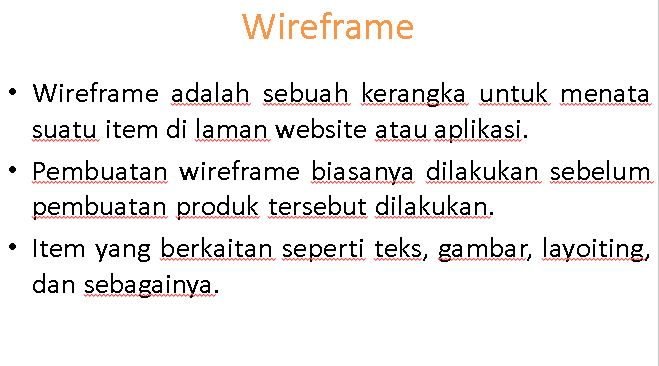 Wireframe
• Wireframe adalah sebuah kerangka untuk menata
suatu item di laman website atau aplikasi.
• Pembuatan wireframe biasanya dilakukan sebelum
pembuatan produk tersebut dilakukan.
• Item yang berkaitan seperti teks, gambar, layoiting,
dan sebagainya.